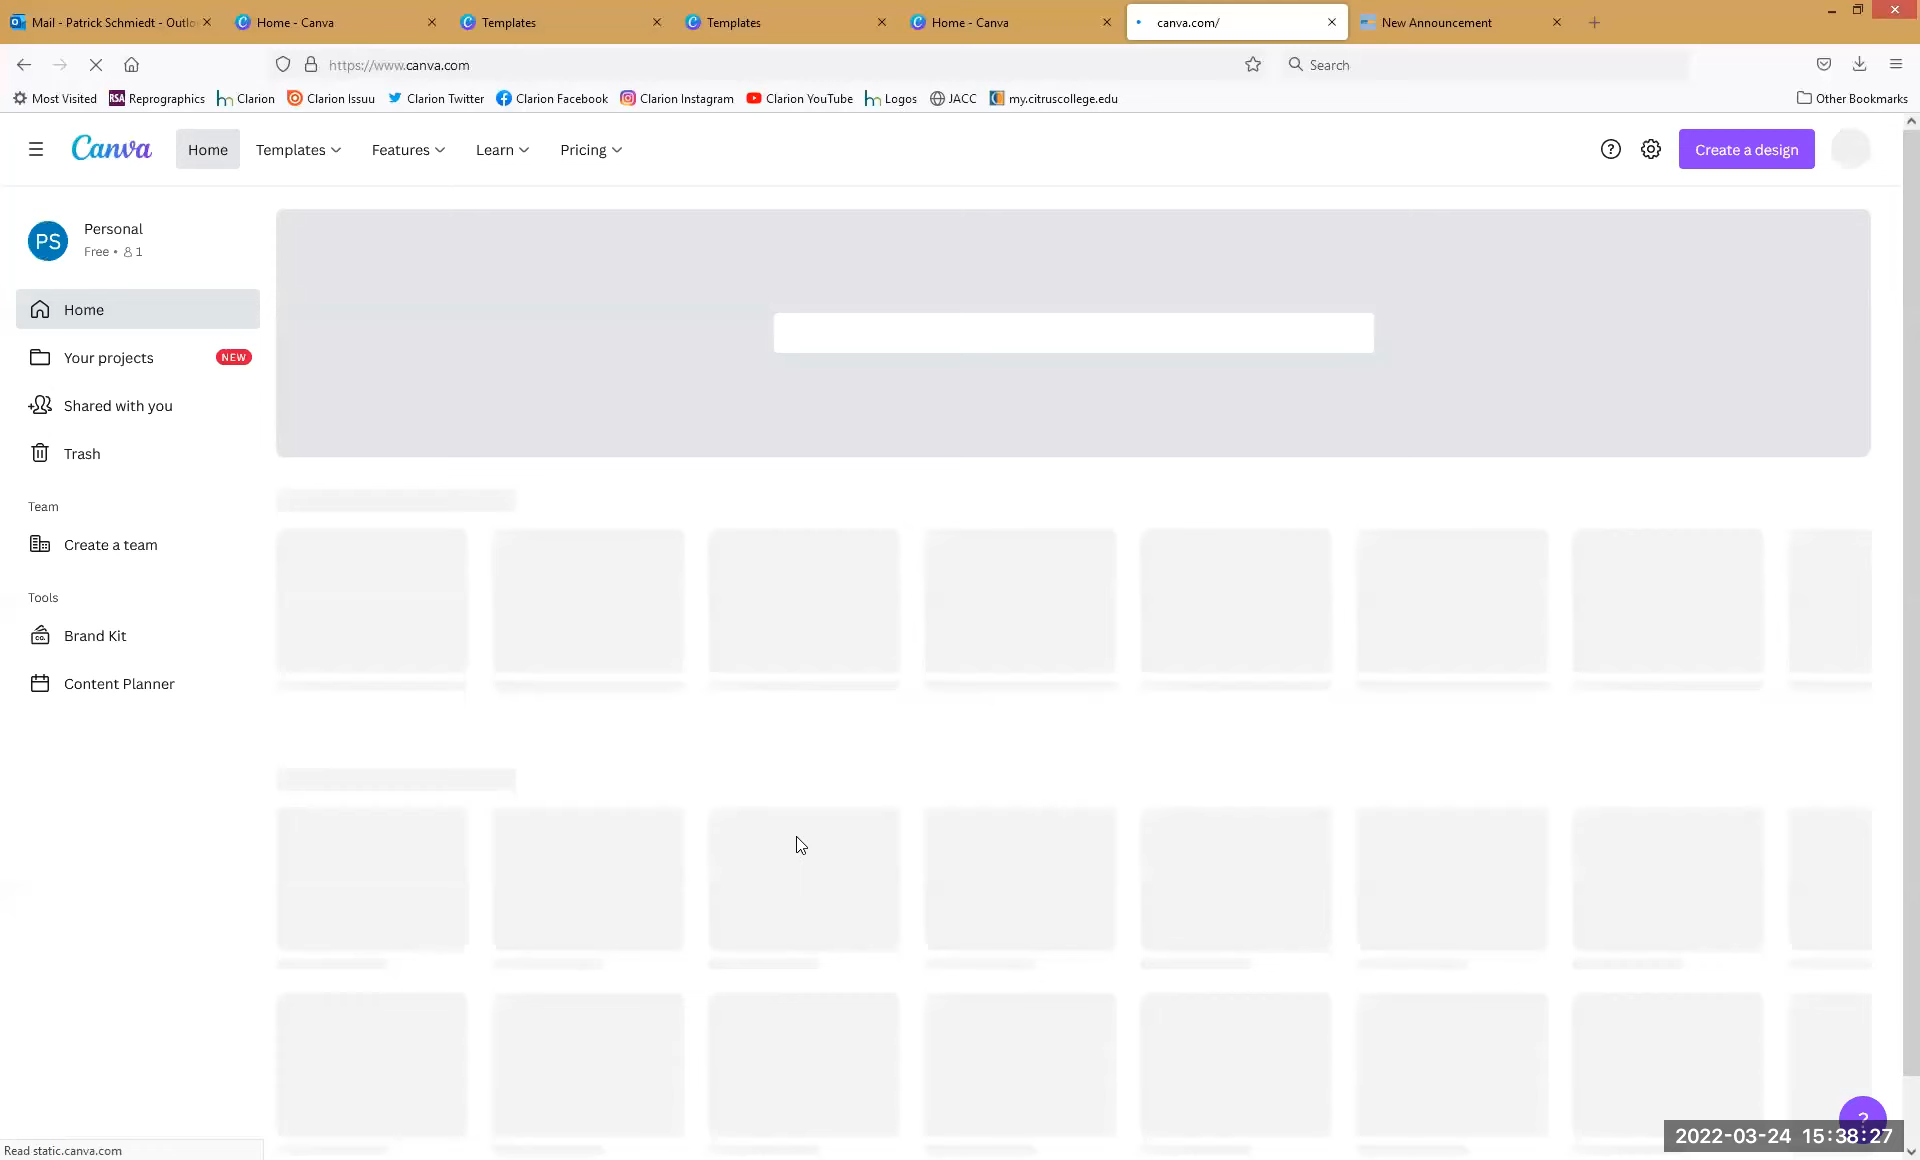 Mail - Patrick Schmiedt - Outlo
Home - Canva
Templates
Templates
Home - Canva
canva.com/
New Announcement
https://www.canva.com
Search
Most Visited
RSA Reprographics
Clarion
Clarion Issuu
Clarion Twitter
Clarion Facebook
Clarion Instagram
Clarion YouTube
Logos
JACC
my.citruscollege.edu
Other Bookmarks
Canva
Home
Templates
Features
Learn
Pricing
?
Create a design
PS
Personal
Free • 1
Home
Your projects
NEW
Shared with you
Trash
Team
Create a team
Tools
CO.
Brand Kit
Content Planner
?
Read static.canva.com
2022-03-24 15:38:27